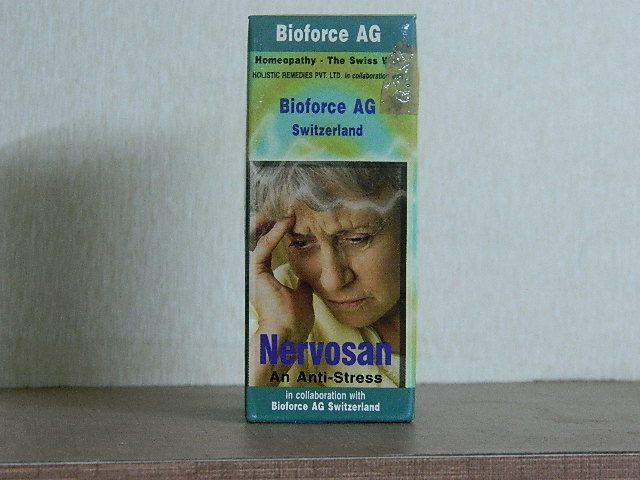 Bioforce AG
Homeopathy - The Swiss
HOLISTIC REMEDIES PVT. LTD. in collaboration
Bioforce AG
Switzerland
Nervosan
An Anti-Stress
in collaboration with
Bioforce AG Switzerland